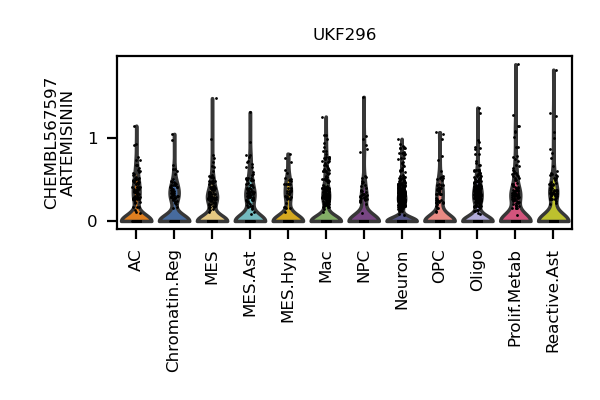 UKF296
CHEMBL567597
ARTEMISININ
1
0
AC
Chromatin.Reg
MES
MES.Ast
MES.Hyp
Mac
NPC
Neuron
OPC
Oligo
Prolif.Metab
Reactive.Ast